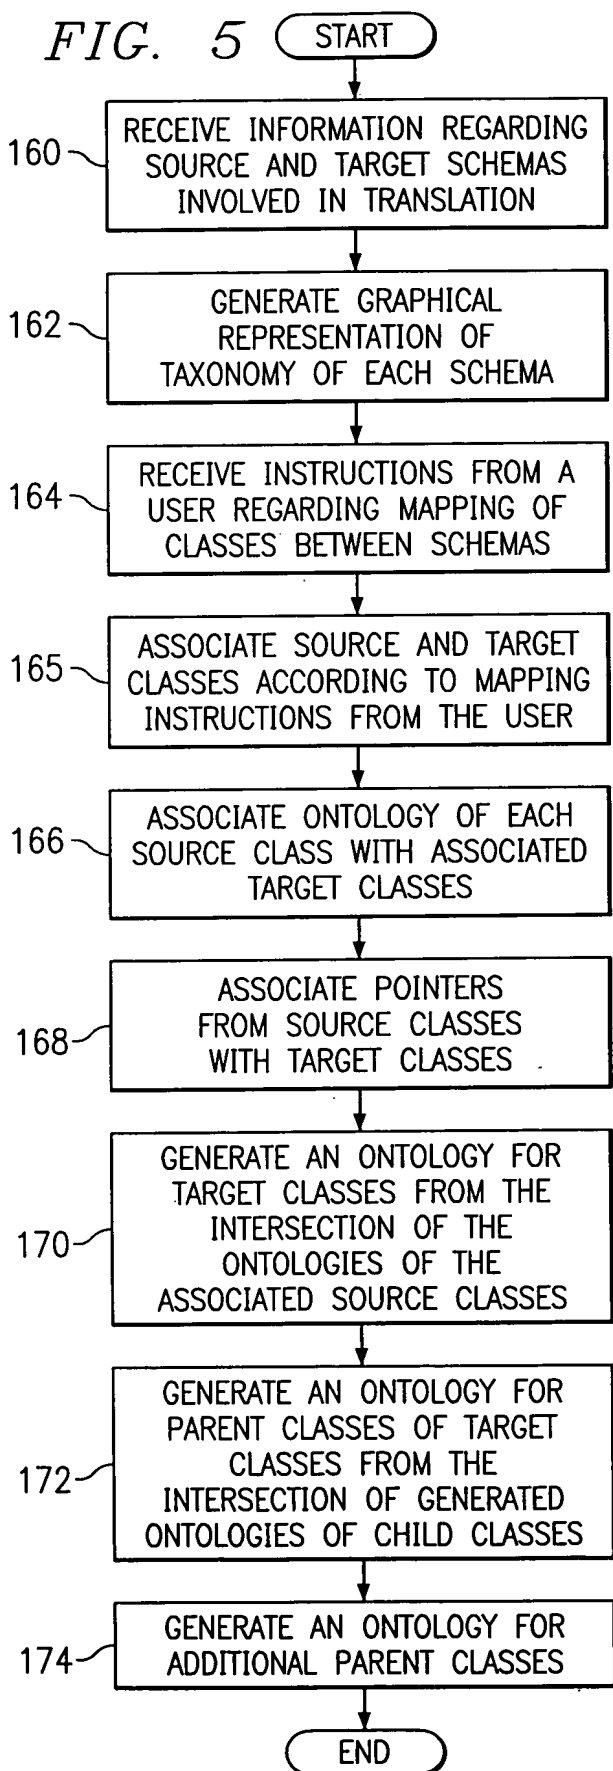 FIG. 5
START
160
RECEIVE INFORMATION REGARDING
SOURCE AND TARGET SCHEMAS
INVOLVED IN TRANSLATION
162
GENERATE GRAPHICAL
REPRESENTATION OF
TAXONOMY OF EACH SCHEMA
164
RECEIVE INSTRUCTIONS FROM A
USER REGARDING MAPPING OF
CLASSES BETWEEN SCHEMAS
165
ASSOCIATE SOURCE AND TARGET
CLASSES ACCORDING TO MAPPING
INSTRUCTIONS FROM THE USER
166
ASSOCIATE ONTOLOGY OF EACH
SOURCE CLASS WITH ASSOCIATED
TARGET CLASSES
168
ASSOCIATE POINTERS
FROM SOURCE CLASSES
WITH TARGET CLASSES
170
GENERATE AN ONTOLOGY FOR
TARGET CLASSES FROM THE
INTERSECTION OF THE
ONTOLOGIES OF THE
ASSOCIATED SOURCE CLASSES
172
GENERATE AN ONTOLOGY FOR
PARENT CLASSES OF TARGET
CLASSES FROM THE
INTERSECTION OF GENERATED
ONTOLOGIES OF CHILD CLASSES
174
GENERATE AN ONTOLOGY FOR
ADDITIONAL PARENT CLASSES
END